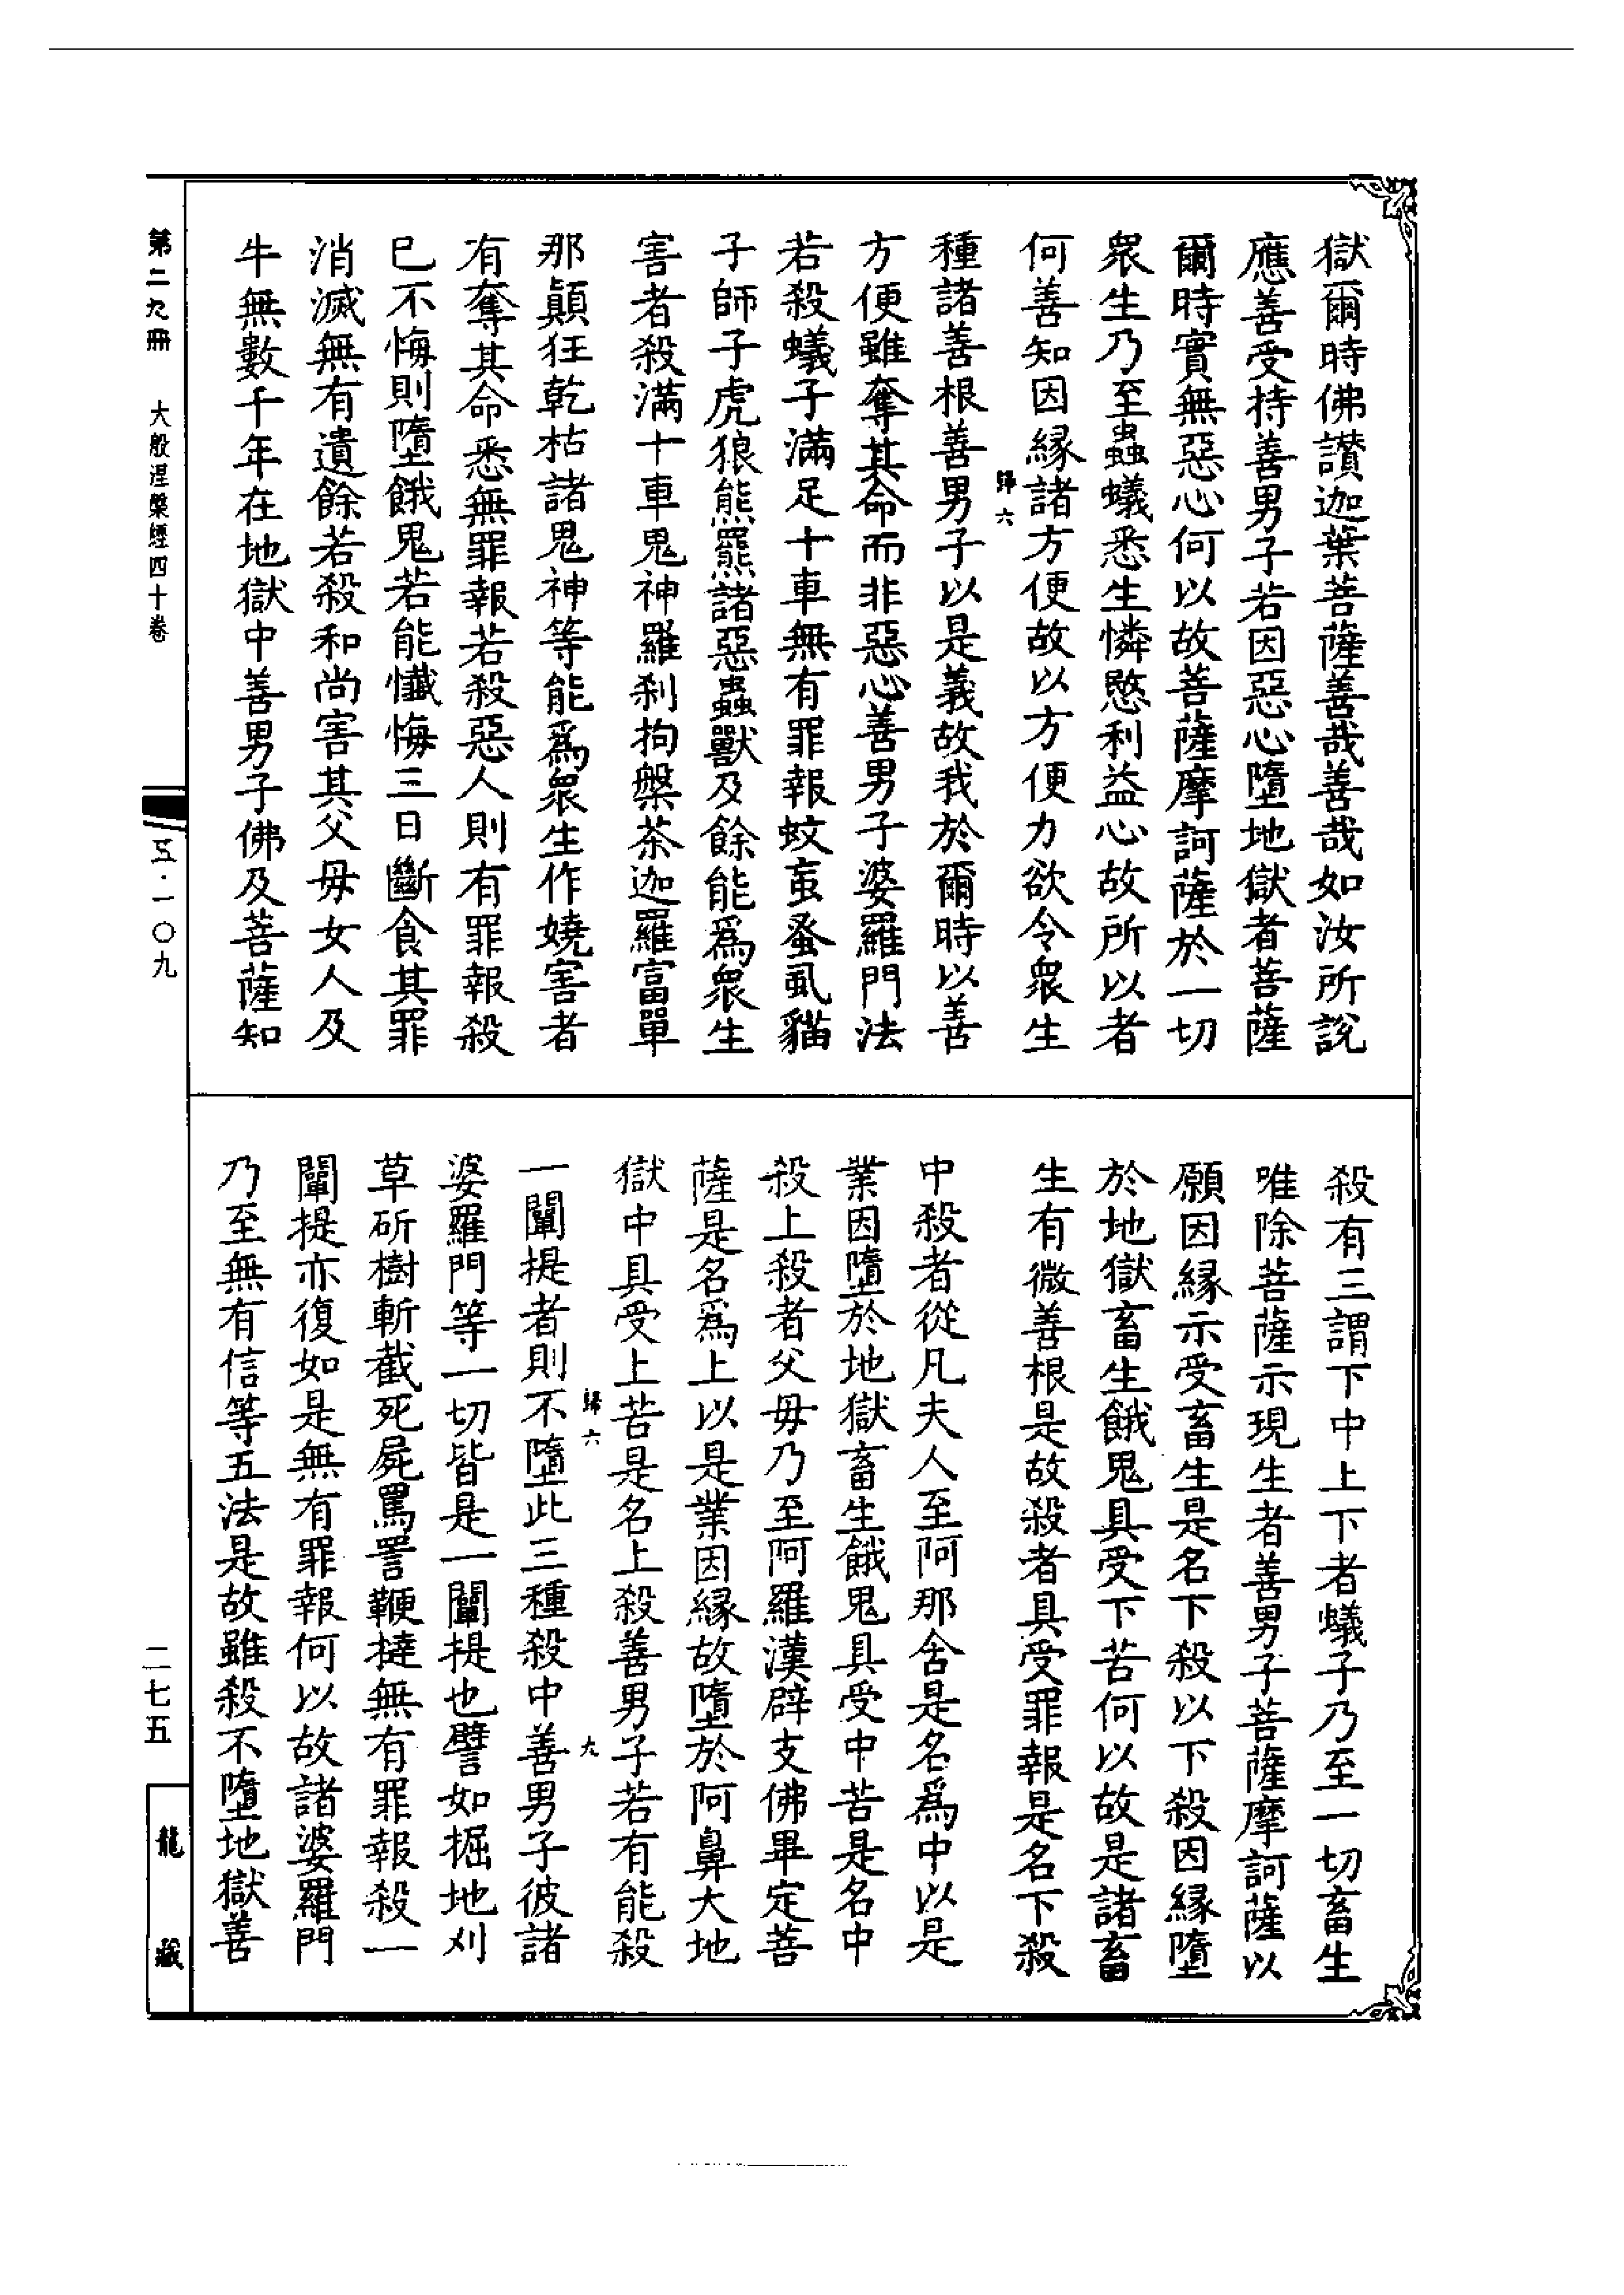 獄爾時佛讃迦葉菩薩善哉善哉如汝所説
應善受持善男子若因惡心墮地獄者菩薩
爾時實無惡心何以故菩薩摩訶薩於一切
衆生乃至蟲蟻悉生憐愍利益心故所以者
何善知因縁諸方便故以方便力欲令衆生
歸六
種諸善根善男子以是義故我於爾時以善
方便雖奪其命而非惡心善男子婆羅門法
若殺蟻子滿足十車無有罪報蚊䖟蚤虱貓
子師子虎狼熊羆諸惡蟲獸及餘能爲衆生
害者殺滿十車鬼神羅刹拘槃茶迦羅富單
那顛狂乾枯諸鬼神等能爲衆生作嬈害者
有奪其命悉無罪報若殺惡人則有罪報殺
已不悔則墮餓鬼若能懺悔三日斷食其罪
消滅無有遺餘若殺和尚害其父毋女人及
牛無數千年在地獄中善男子佛及菩薩知
殺有三謂下中上下者蟻子乃至一切畜生
唯除菩薩示現生者善男子菩薩摩訶薩以
願因縁示受畜生是名下殺以下殺因縁墮
於地獄畜生餓鬼具受下苦何以故是諸畜
生有微善根是故殺者具受罪報是名下殺
中殺者從凡夫人至阿那舍是名爲中以是
業因墮於地獄畜生餓鬼具受中苦是名中
殺上殺者父毋乃至阿羅漢辟支佛畢定菩
薩是名爲上以是業因縁故墮於阿鼻大地
獄中具受上苦是名上殺善男子若有能殺
歸六 九
一闡提者則不墮此三種殺中善男子彼諸
婆羅門等一切皆是一闡提也譬如掘地刈
草斫樹斬截死屍罵詈鞭撻無有罪報殺一
闡提亦復如是無有罪報何以故諸婆羅門
乃至無有信等五法是故雖殺不墮地獄善
第二九冊 大般涅槃經四十卷 五·一〇九
二七五 龍藏